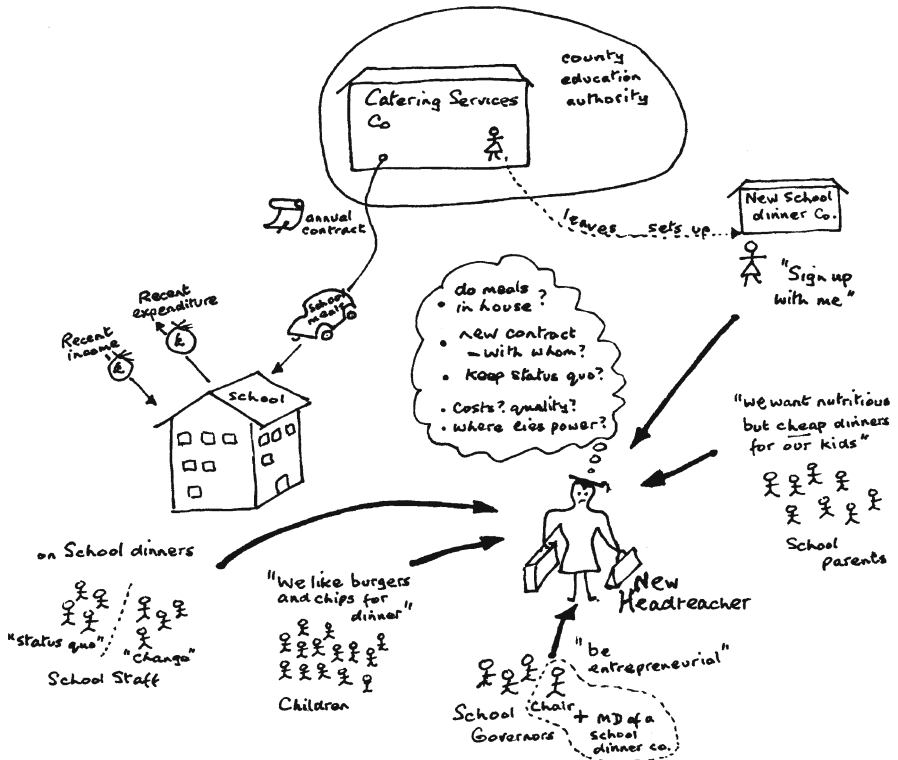 county
education
authority
Catering Services
Co
annual
contract
leaves sets up
New School
dinner Co.
"Sign up
with me"
School
meals
Recent
expenditure
Recent
income
£
£
School
• do meals
in house?
• new contract
– with whom?
• Keep status quo?
• Costs? quality?
• where lies power?
"We want nutritious
but cheap dinners
for our kids"
School
parents
New
Headteacher
on School dinners
"Status quo"
"Change"
School Staff
"We like burgers
and chips for
dinner"
Children
"be
entrepreneurial"
School
Governors
Chair
+ MD of a
School
dinner co.